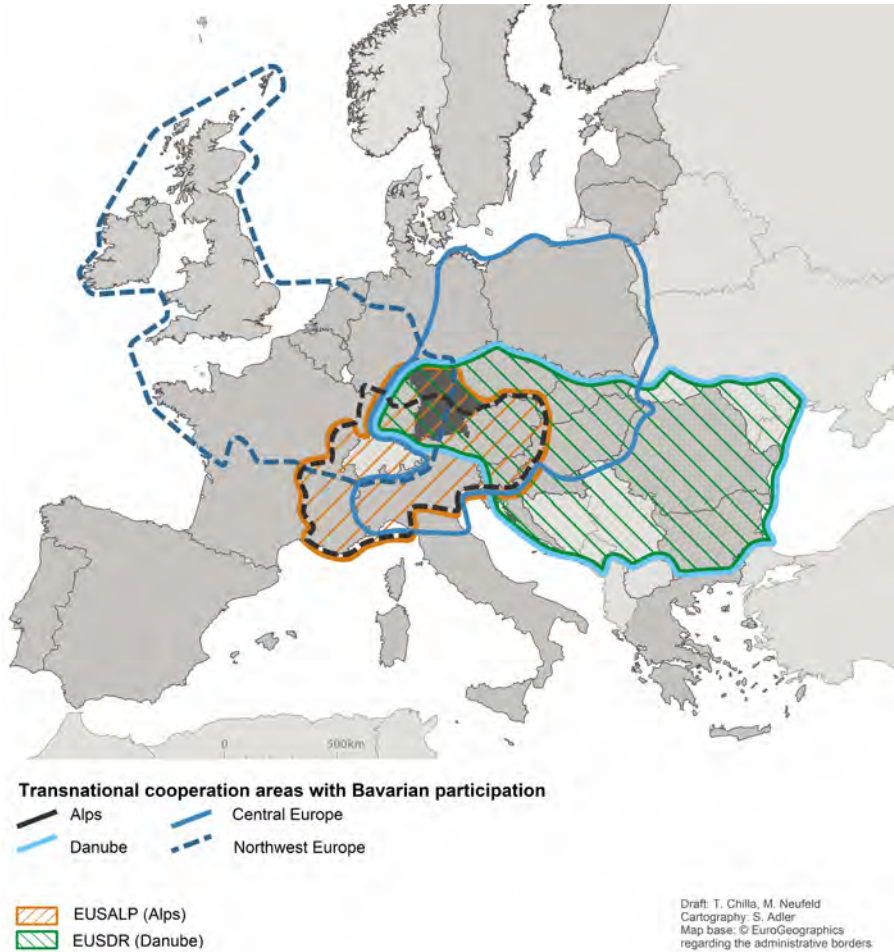 0 500km
Transnational cooperation areas with Bavarian participation
Alps Central Europe
Danube Northwest Europe
EUSALP (Alps)
EUSDR (Danube)
Draft: T. Chilla, M. Neufeld
Cartography: S. Adler
Map base: © EuroGeographics
regarding the administrative borders